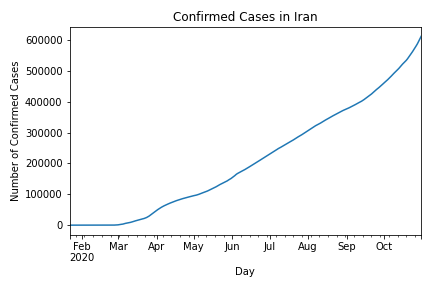 Confirmed Cases in Iran
Number of Confirmed Cases
600000
500000
400000
300000
200000
100000
0
Feb Mar Apr May Jun Jul Aug Sep Oct
2020
Day